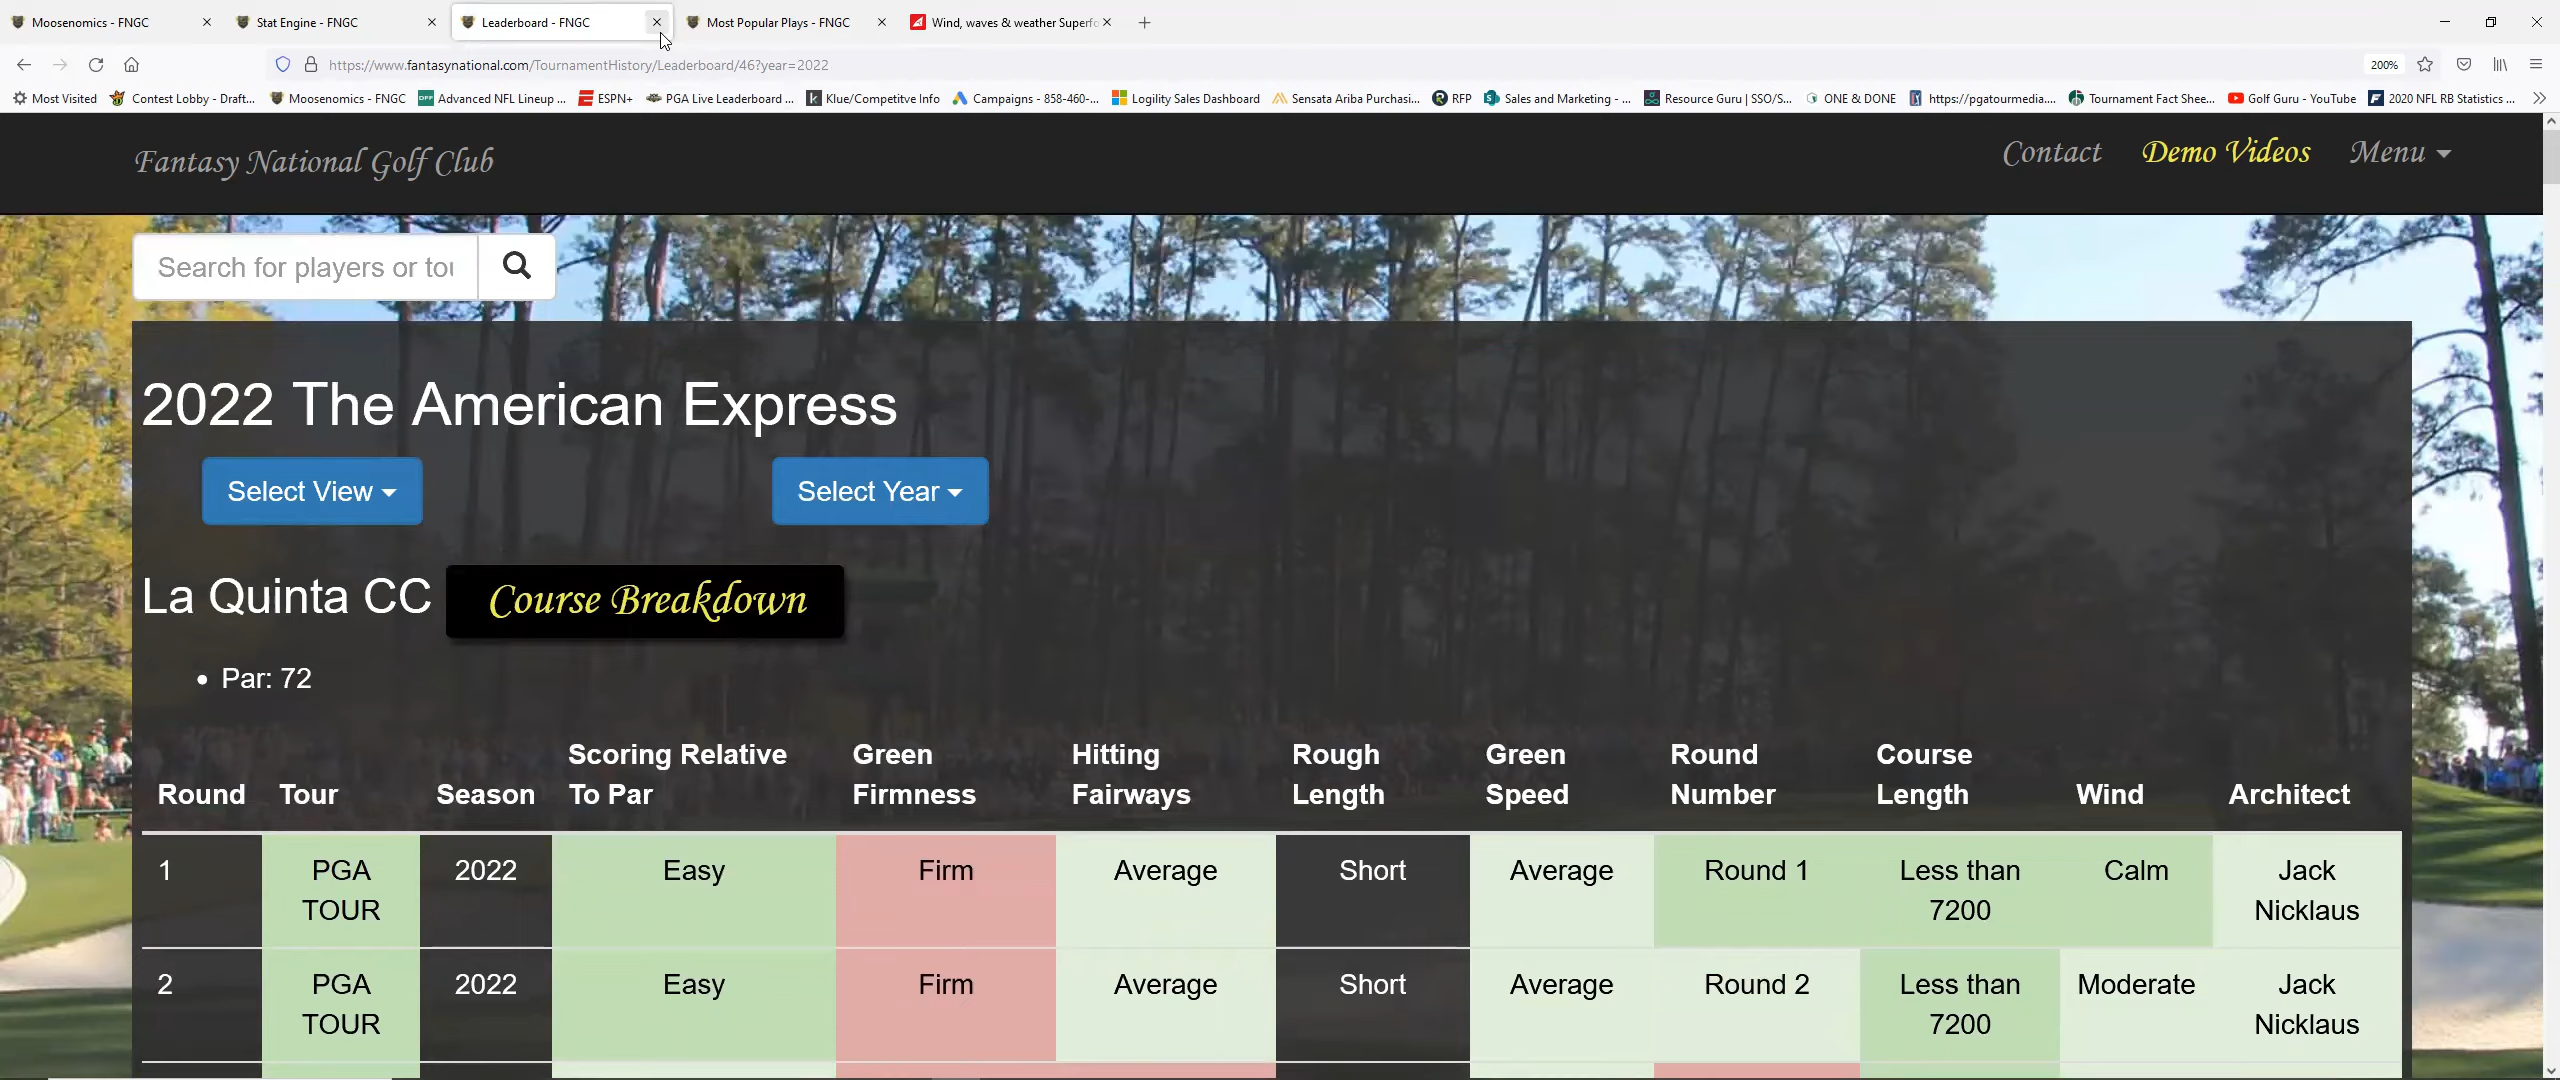 Moosenomics - FNGC
Stat Engine - FNGC
Leaderboard - FNGC
Most Popular Plays - FNGC
Wind, waves & weather Superfo
https://www.fantasynational.com/TournamentHistory/Leaderboard/46?year=2022
200%
Most Visited
Contest Lobby - Draft...
Moosenomics - FNGC
DFF
Advanced NFL Lineup ...
ESPN+
PGA Live Leaderboard ...
Klue/Competitve Info
Campaigns - 858-460-...
Logility Sales Dashboard
Sensata Ariba Purchasi...
RFP
Sales and Marketing - ...
Resource Guru | SSO/S...
ONE & DONE
https://pgatourmedia....
Tournament Fact Shee...
Golf Guru - YouTube
2020 NFL RB Statistics ...
Fantasy National Golf Club
Contact
Demo Videos
Menu
Search for players or tou
2022 The American Express
Select View
Select Year
La Quinta CC
Course Breakdown
• Par: 72
Round Tour Season Scoring Relative To Par Green Firmness Hitting Fairways Rough Length Green Speed Round Number Course Length Wind Architect
1 PGA TOUR 2022 Easy Firm Average Short Average Round 1 Less than 7200 Calm Jack Nicklaus
2 PGA TOUR 2022 Easy Firm Average Short Average Round 2 Less than 7200 Moderate Jack Nicklaus